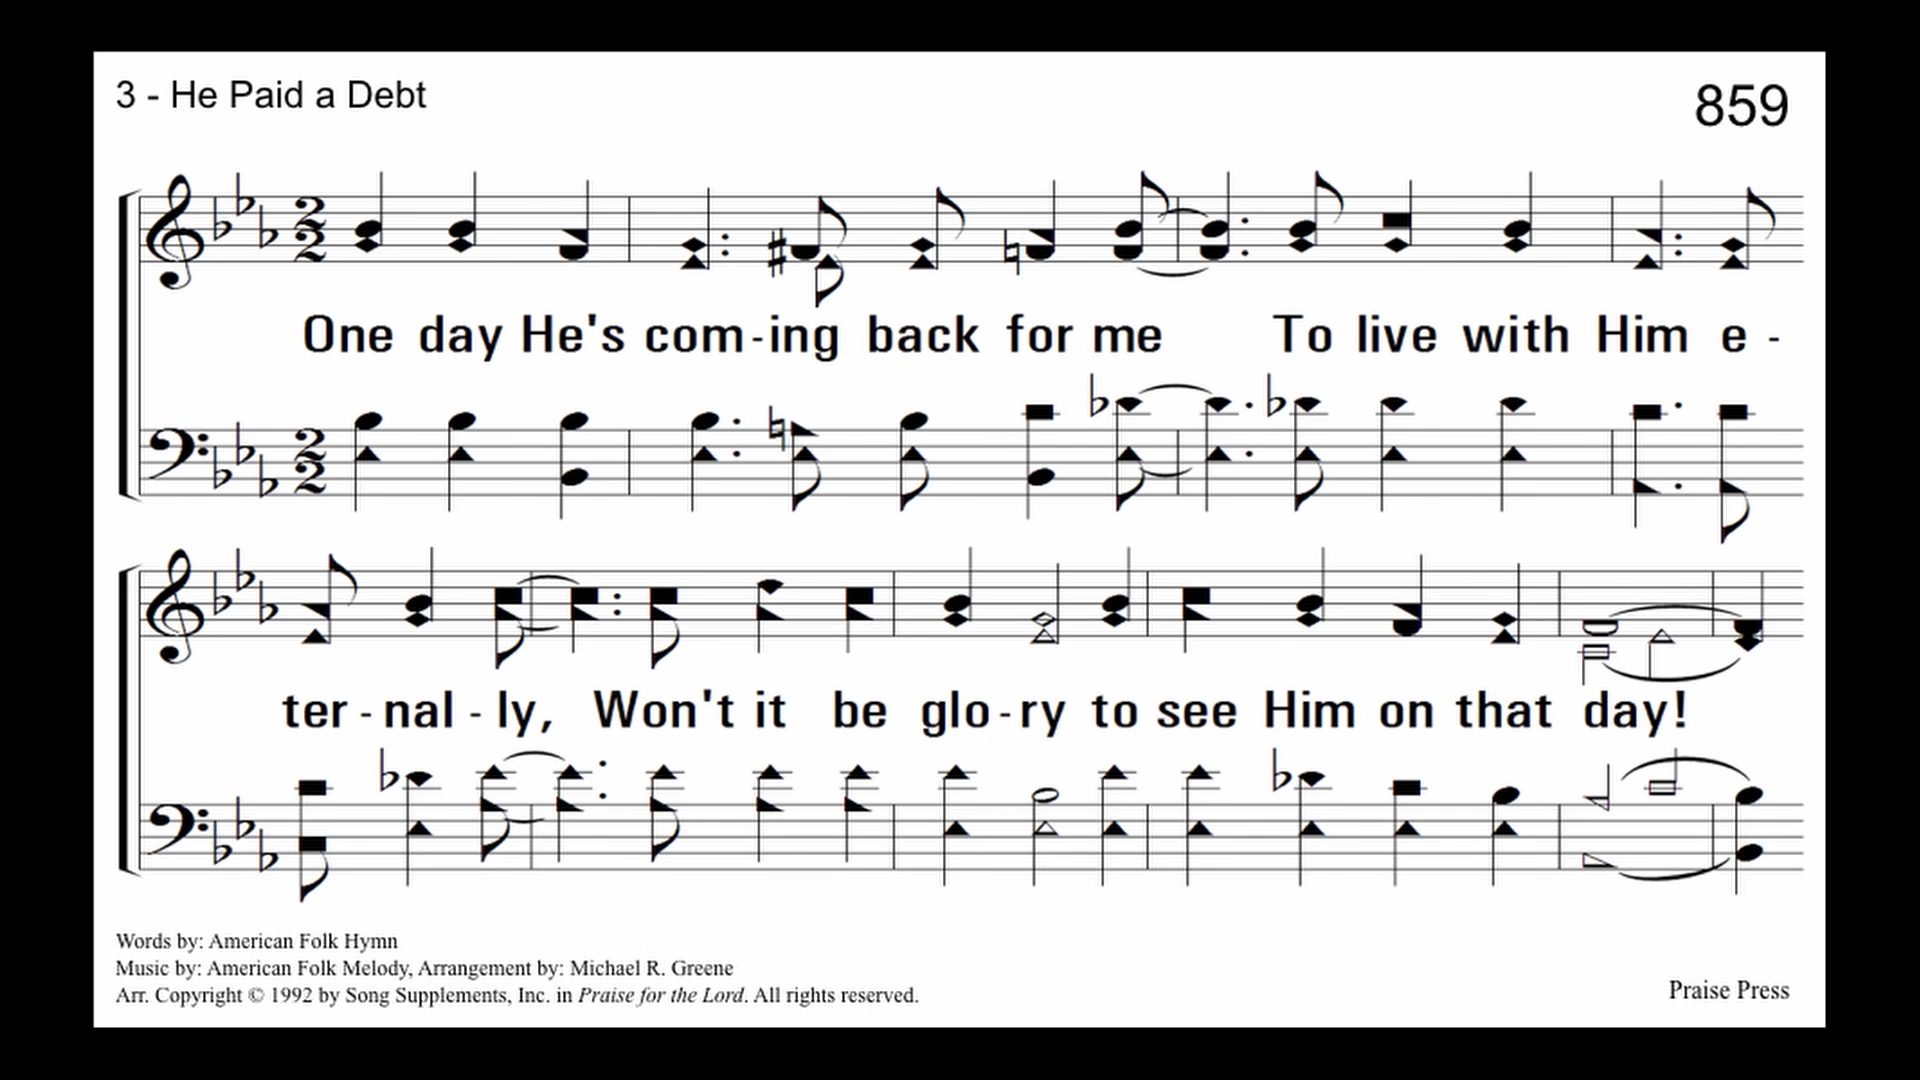 3 - He Paid a Debt
859
One day He's com-ing back for me To live with Him e -
ter - nal - ly, Won't it be glo-ry to see Him on that day!
Words by: American Folk Hymn
Music by: American Folk Melody, Arrangement by: Michael R. Greene
Arr. Copyright © 1992 by Song Supplements, Inc. in Praise for the Lord. All rights reserved.
Praise Press